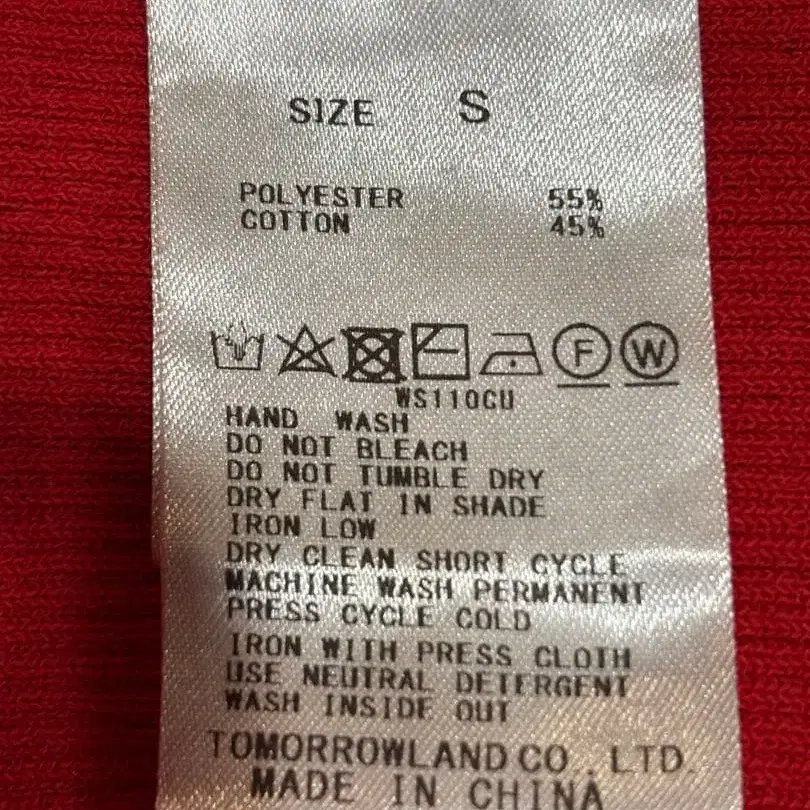 SIZE S
POLYESTER 55%
COTTON 45%
F W
WS110CU
HAND WASH
DO NOT BLEACH
DO NOT TUMBLE DRY
DRY FLAT IN SHADE
IRON LOW
DRY CLEAN SHORT CYCLE
MACHINE WASH PERMANENT
PRESS CYCLE COLD
IRON WITH PRESS CLOTH
USE NEUTRAL DETERGENT
WASH INSIDE OUT
TOMORROWLAND CO., LTD.
MADE IN CHINA